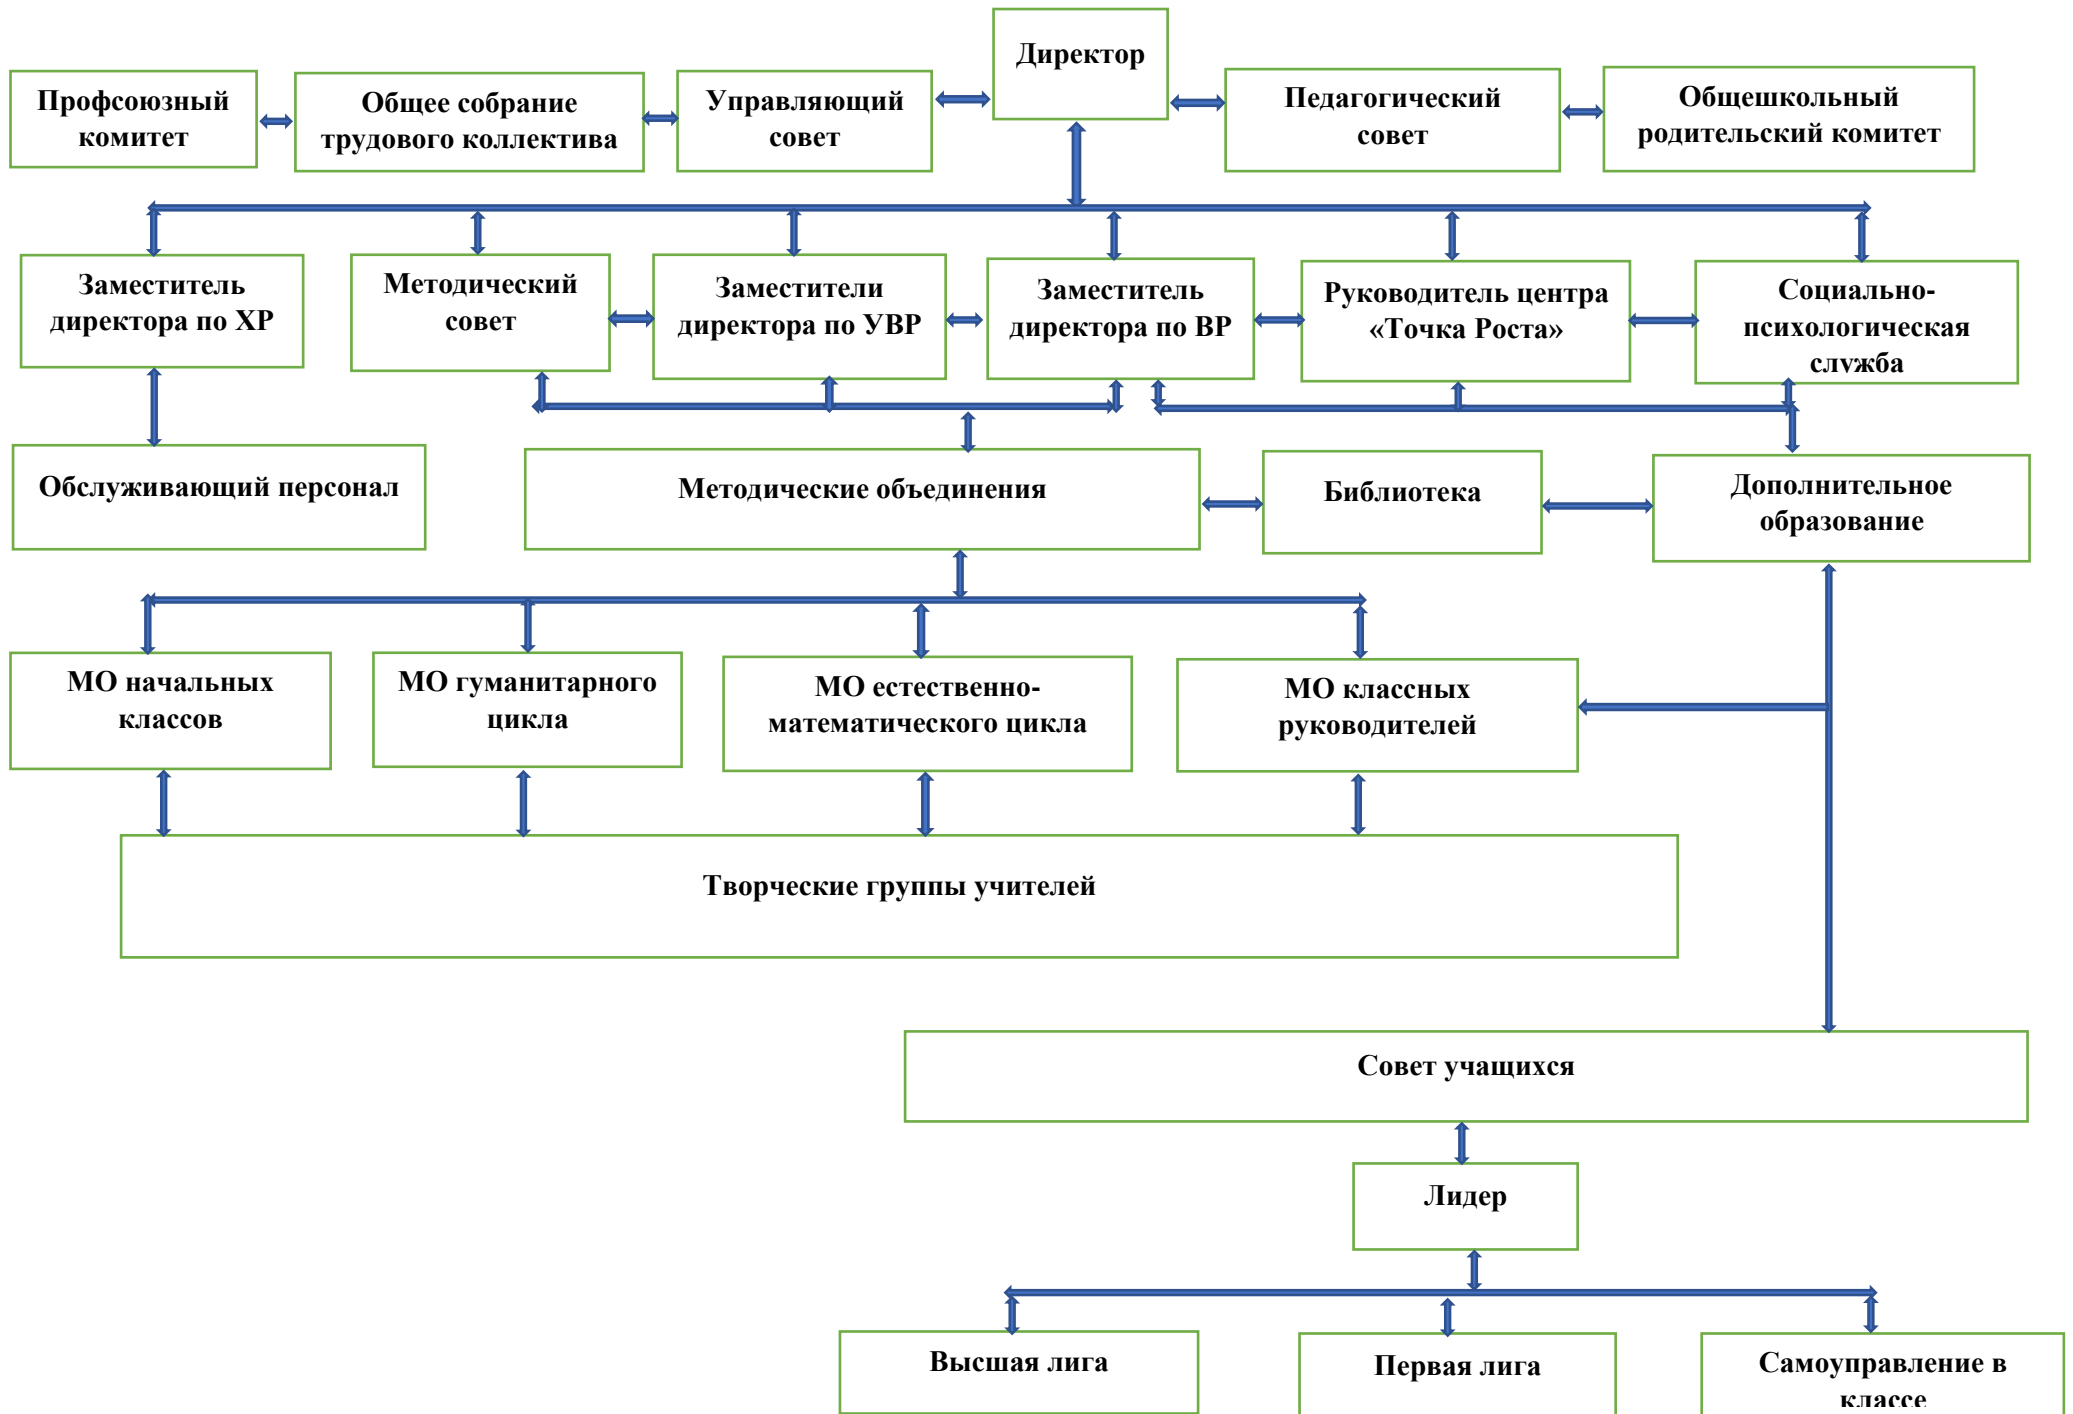 Директор
Профсоюзный
комитет
Общее собрание
трудового коллектива
Управляющий
совет
Педагогический
совет
Общешкольный
родительский комитет
Заместитель
директора по ХР
Методический
совет
Заместители
директора по УВР
Заместитель
директора по ВР
Руководитель центра
«Точка Роста»
Социально-
психологическая
служба
Обслуживающий персонал
Методические объединения
Библиотека
Дополнительное
образование
МО начальных
классов
МО гуманитарного
цикла
МО естественно-
математического цикла
МО классных
руководителей
Творческие группы учителей
Совет учащихся
Лидер
Высшая лига
Первая лига
Самоуправление в
классе